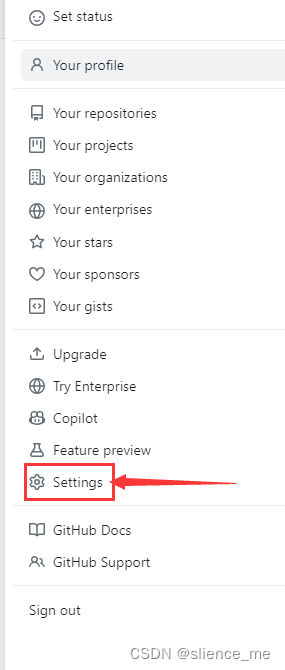 Set status
Your profile
Your repositories
Your projects
Your organizations
Your enterprises
Your stars
Your sponsors
Your gists
Upgrade
Try Enterprise
Copilot
Feature preview
Settings
GitHub Docs
GitHub Support
Sign out
CSDN @slience_me